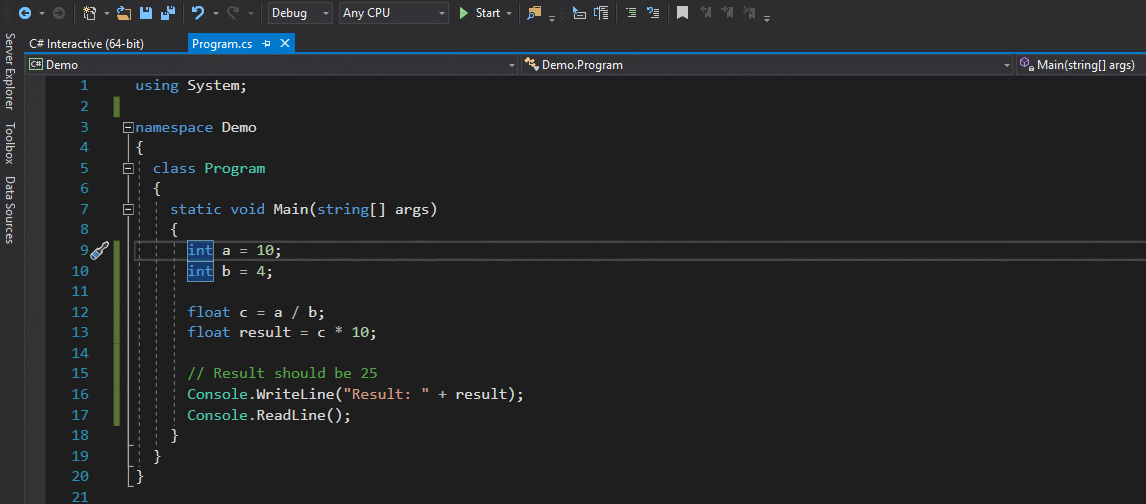 Debug Any CPU Start
C# Interactive (64-bit) Program.cs
C# Demo Demo.Program Main(string[] args)
Server Explorer
Toolbox
Data Sources
1 using System;
2
3 namespace Demo
4 {
5 class Program
6 {
7 static void Main(string[] args)
8 {
9 int a = 10;
10 int b = 4;
11
12 float c = a / b;
13 float result = c * 10;
14
15 // Result should be 25
16 Console.WriteLine("Result: " + result);
17 Console.ReadLine();
18 }
19 }
20 }
21